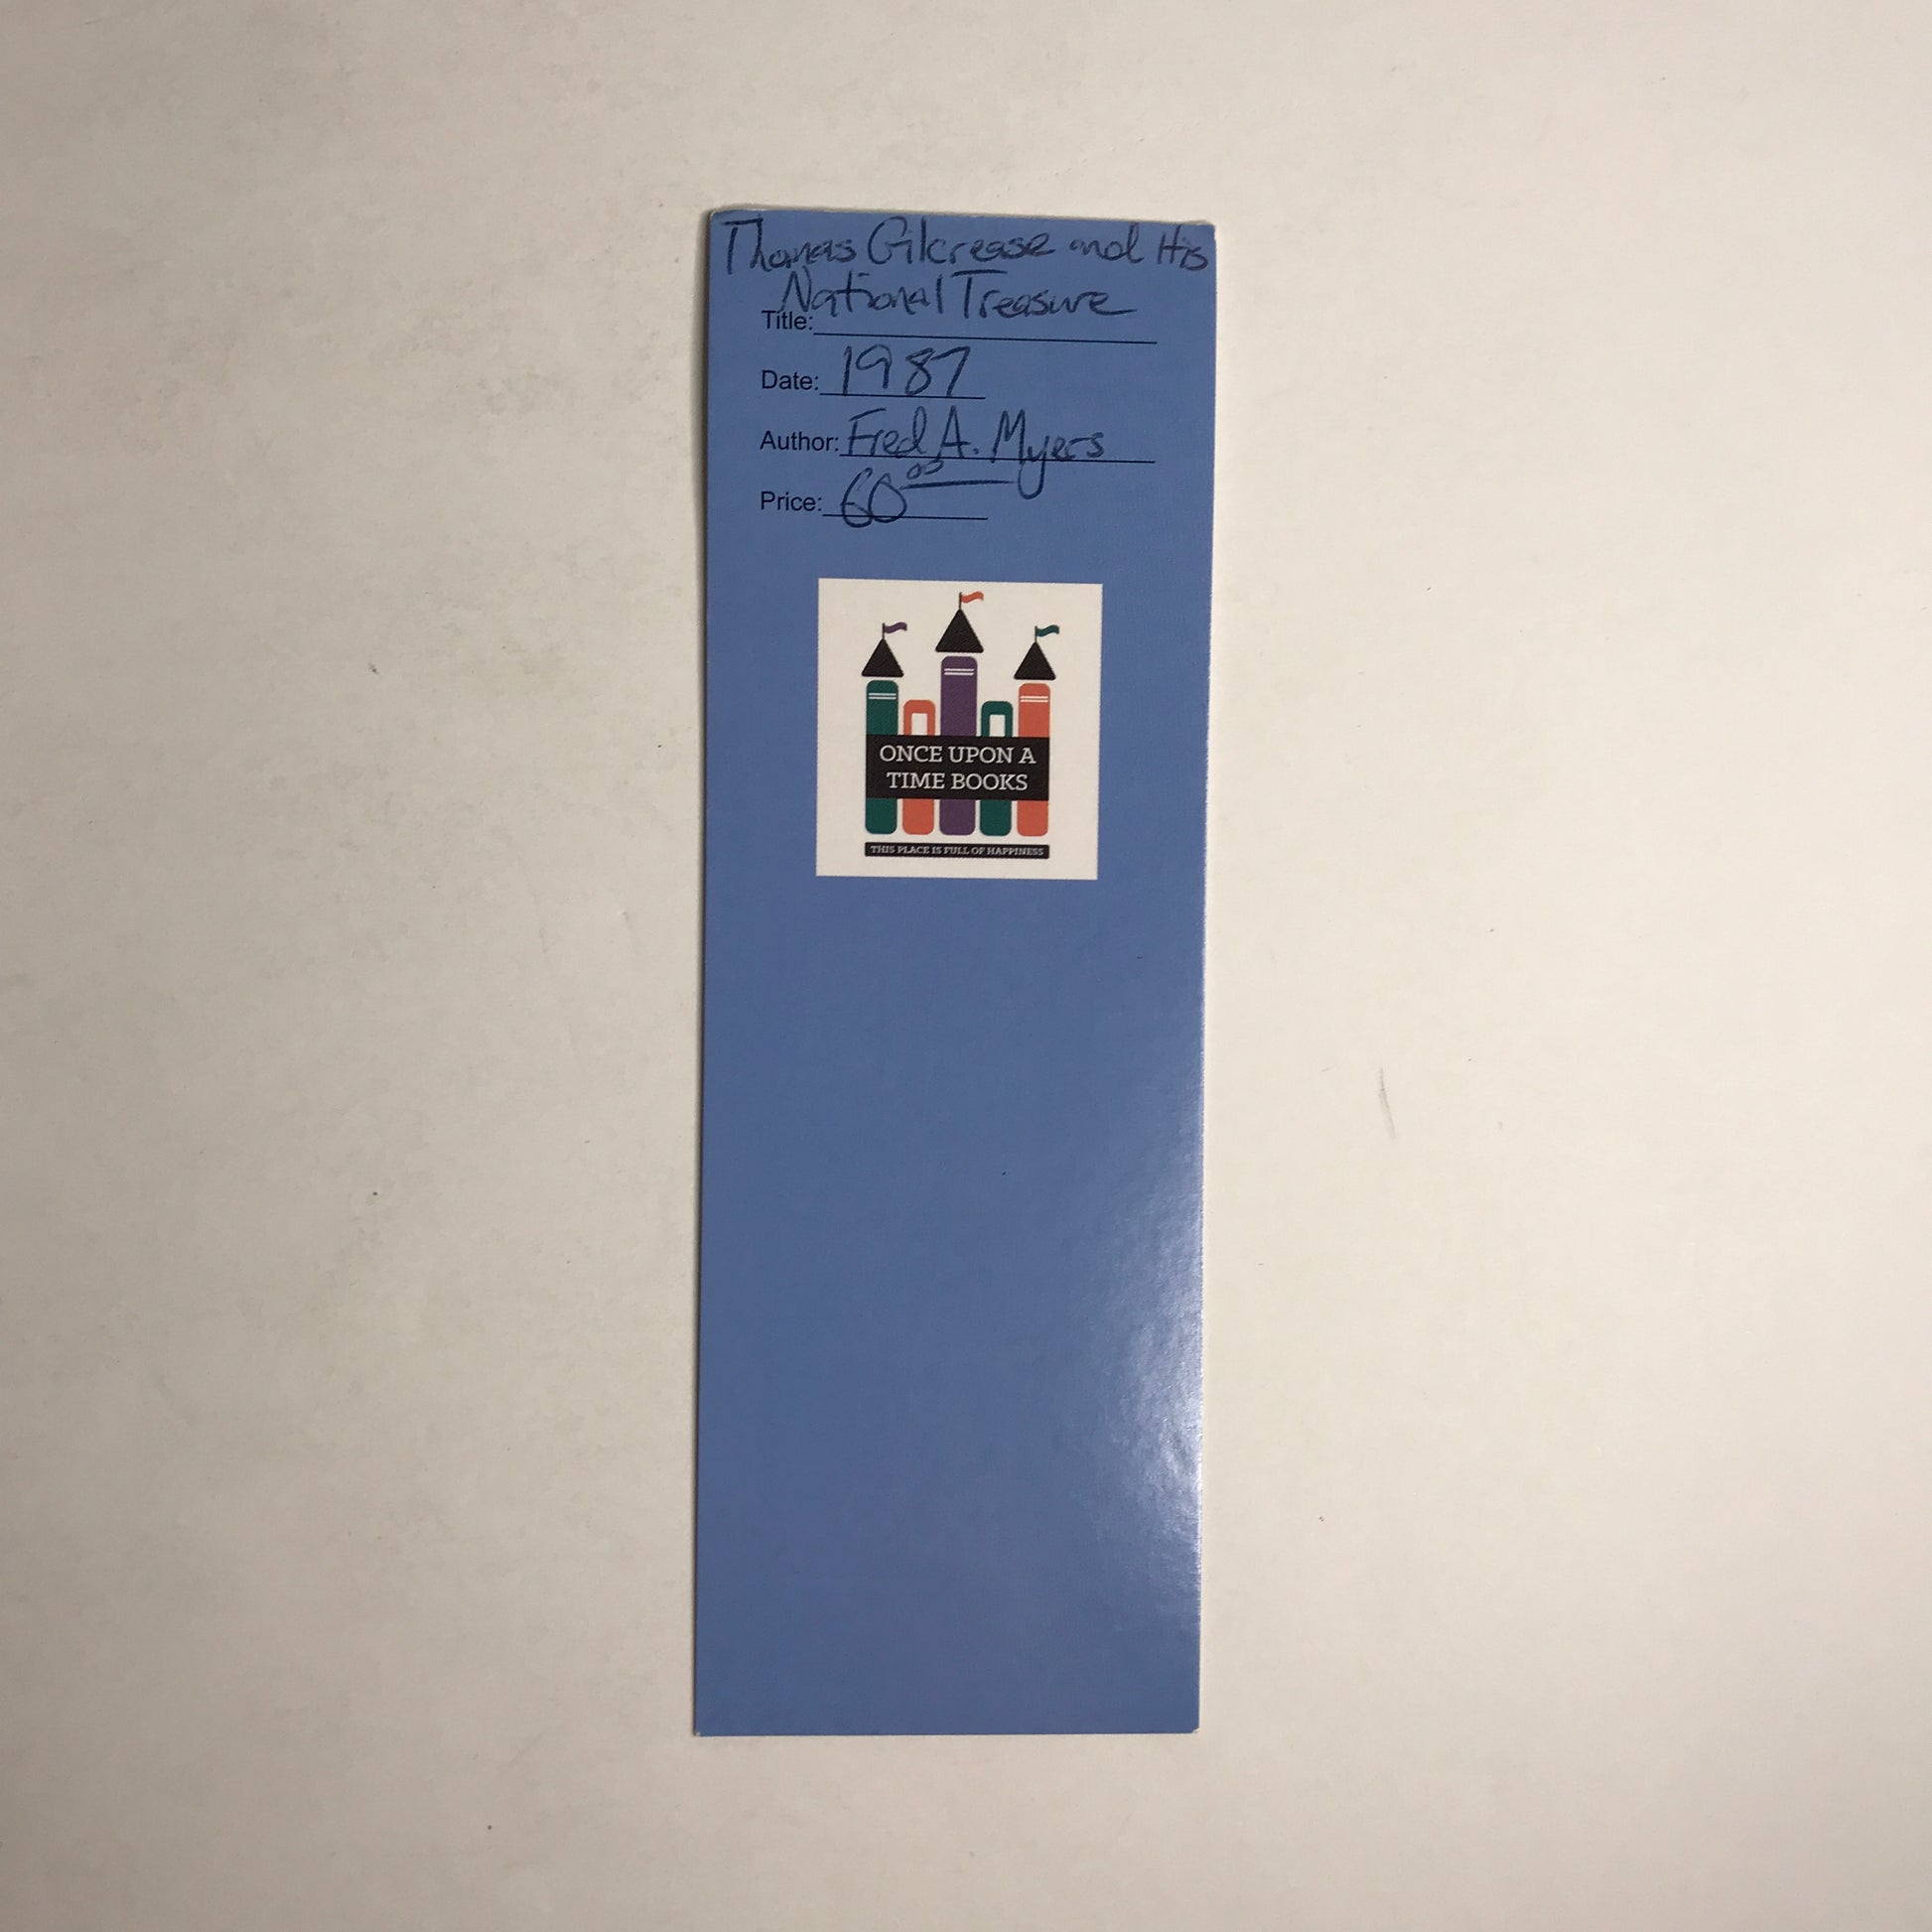 Thomas Gilcrease and His
National Treasure
Title:
Date: 1987
Author: Fred A. Myers
Price: 60 00
ONCE UPON A
TIME BOOKS
THIS PLACE IS FULL OF HAPPINESS